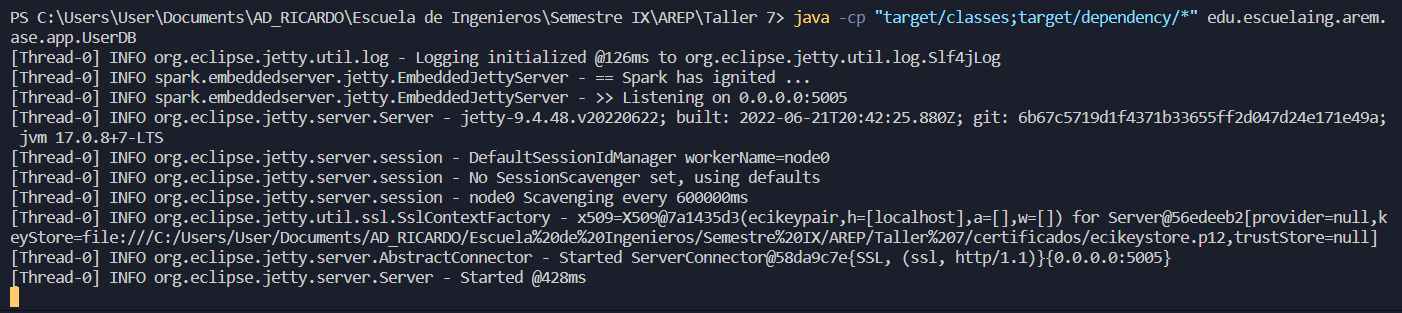 PS C:\Users\User\Documents\AD_RICARDO\Escuela de Ingenieros\Semestre IX\AREP\Taller 7> java -cp "target/classes;target/dependency/*" edu.escuelaing.arem.
ase.app.UserDB
[Thread-0] INFO org.eclipse.jetty.util.log - Logging initialized @126ms to org.eclipse.jetty.util.log.Slf4jLog
[Thread-0] INFO spark.embeddedserver.jetty.EmbeddedJettyServer - == Spark has ignited ...
[Thread-0] INFO spark.embeddedserver.jetty.EmbeddedJettyServer - >> Listening on 0.0.0.0:5005
[Thread-0] INFO org.eclipse.jetty.server.Server - jetty-9.4.48.v20220622; built: 2022-06-21T20:42:25.880Z; git: 6b67c5719d1f4371b33655ff2d047d24e171e49a;
 jvm 17.0.8+7-LTS
[Thread-0] INFO org.eclipse.jetty.server.session - DefaultSessionIdManager workerName=node0
[Thread-0] INFO org.eclipse.jetty.server.session - No SessionScavenger set, using defaults
[Thread-0] INFO org.eclipse.jetty.server.session - node0 Scavenging every 600000ms
[Thread-0] INFO org.eclipse.jetty.util.ssl.SslContextFactory - x509=X509@7a1435d3(ecikeypair,h=[localhost],a=[],w=[]) for Server@56edeeb2[provider=null,k
eyStore=file:///C:/Users/User/Documents/AD_RICARDO/Escuela%20de%20Ingenieros/Semestre%20IX/AREP/Taller%207/certificados/ecikeystore.p12,trustStore=null]
[Thread-0] INFO org.eclipse.jetty.server.AbstractConnector - Started ServerConnector@58da9c7e{SSL, (ssl, http/1.1)}{0.0.0.0:5005}
[Thread-0] INFO org.eclipse.jetty.server.Server - Started @428ms